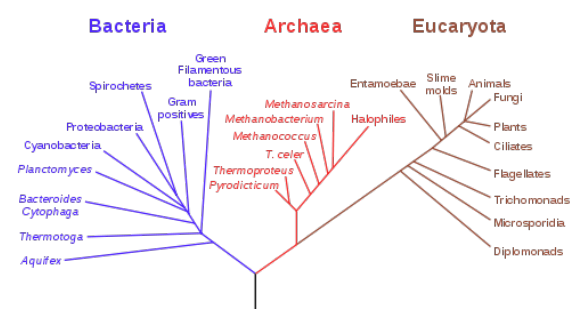 Bacteria
Archaea
Eucaryota
Green
Filamentous
bacteria
Spirochetes
Gram
positives
Proteobacteria
Cyanobacteria
Planctomyces
Bacteroides
Cytophaga
Thermotoga
Aquifex
Methanosarcina
Methanobacterium
Halophiles
Methanococcus
T. celer
Thermoproteus
Pyrodicticum
Entamoebae
Slime
molds
Animals
Fungi
Plants
Ciliates
Flagellates
Trichomonads
Microsporidia
Diplomonads